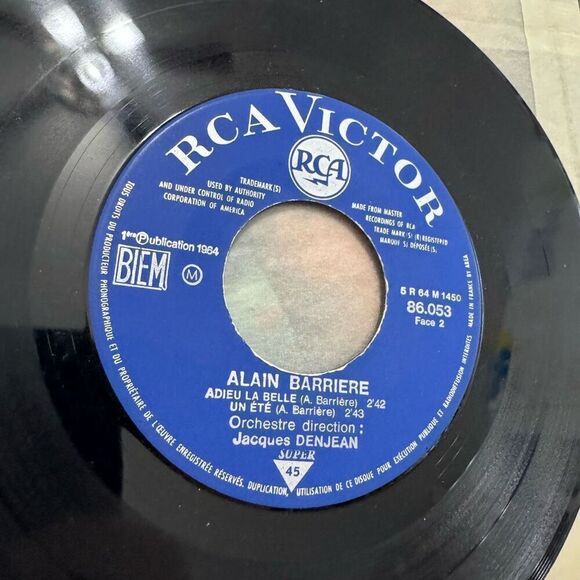 RCA VICTOR
RCA
TRADEMARK(S)
USED BY AUTHORITY
AND UNDER CONTROL OF RADIO
CORPORATION OF AMERICA
MADE FROM MASTER
RECORDINGS OF RCA
TRADE MARK(S) (R) REGISTERED
MARQUE(S) DÉPOSÉE(S)
1ère Publication 1964
BIEM
M
5 R 64 M 1450
86.053
Face 2
ALAIN BARRIERE
ADIEU LA BELLE (A. Barrière) 2'42
UN ÉTÉ (A. Barrière) 2'43
Orchestre direction :
Jacques DENJEAN
SUPER
45
TOUS DROITS DU PRODUCTEUR PHONOGRAPHIQUE ET DU PROPRIÉTAIRE DE L'ŒUVRE ENREGISTRÉE RÉSERVÉS. DUPLICATION, UTILISATION DE CE DISQUE POUR EXÉCUTION PUBLIQUE ET RADIODIFFUSION INTERDITES
MADE IN FRANCE BY AREA